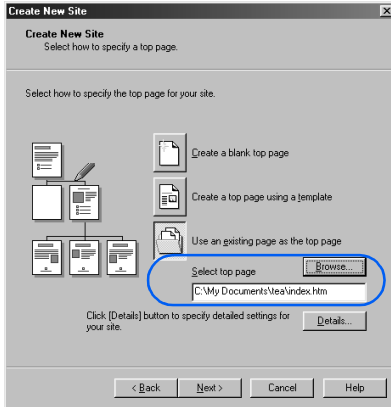 Create New Site
Create New Site
Select how to specify a top page.
Select how to specify the top page for your site.
Create a blank top page
Create a top page using a template
Use an existing page as the top page
Select top page
Browse...
C:\My Documents\tea\index.htm
Click [Details] button to specify detailed settings for
your site.
Details...
< Back
Next >
Cancel
Help